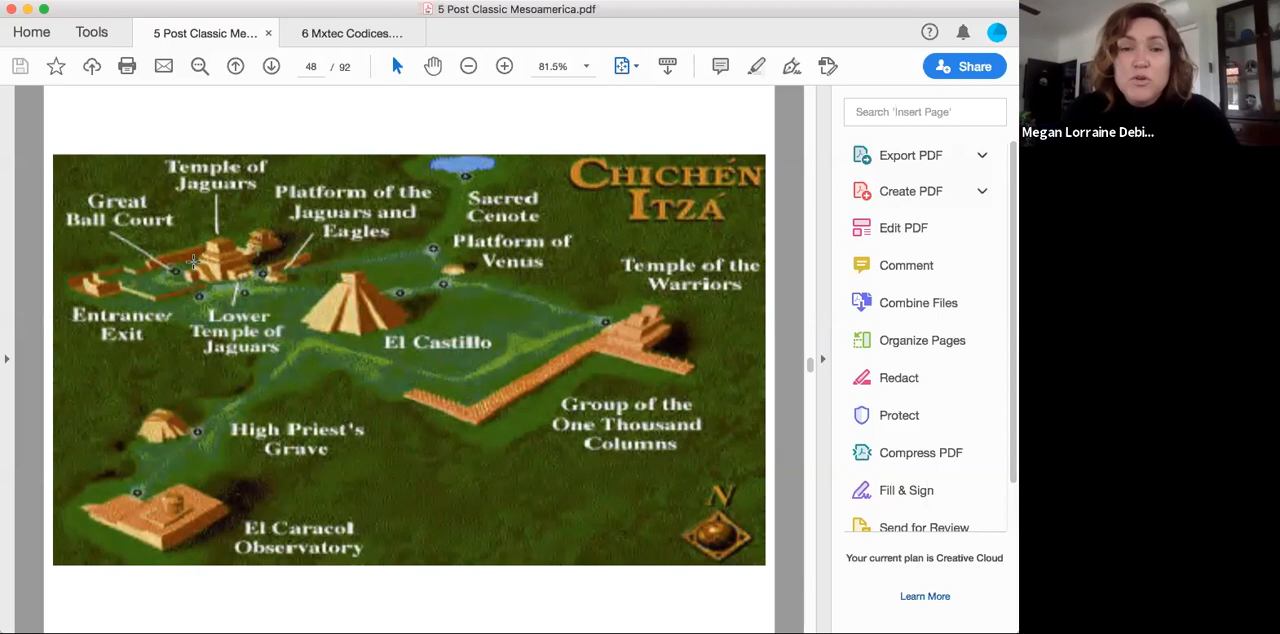 5 Post Classic Mesoamerica.pdf
Home
Tools
5 Post Classic Me...
×
6 Mxtec Codices....
48 / 92
81.5%
Share
Megan Lorraine Debi...
Temple of
Jaguars
Great
Ball Court
Platform of the
Jaguars and
Eagles
Sacred
Cenote
CHICHÉN
ITZÁ
Platform of
Venus
Temple of the
Warriors
Entrance/
Exit
Lower
Temple of
Jaguars
El Castillo
Group of the
One Thousand
Columns
High Priest's
Grave
El Caracol
Observatory
N
Search 'Insert Page'
Export PDF
Create PDF
Edit PDF
Comment
Combine Files
Organize Pages
Redact
Protect
Compress PDF
Fill & Sign
Send for Review
Your current plan is Creative Cloud
Learn More